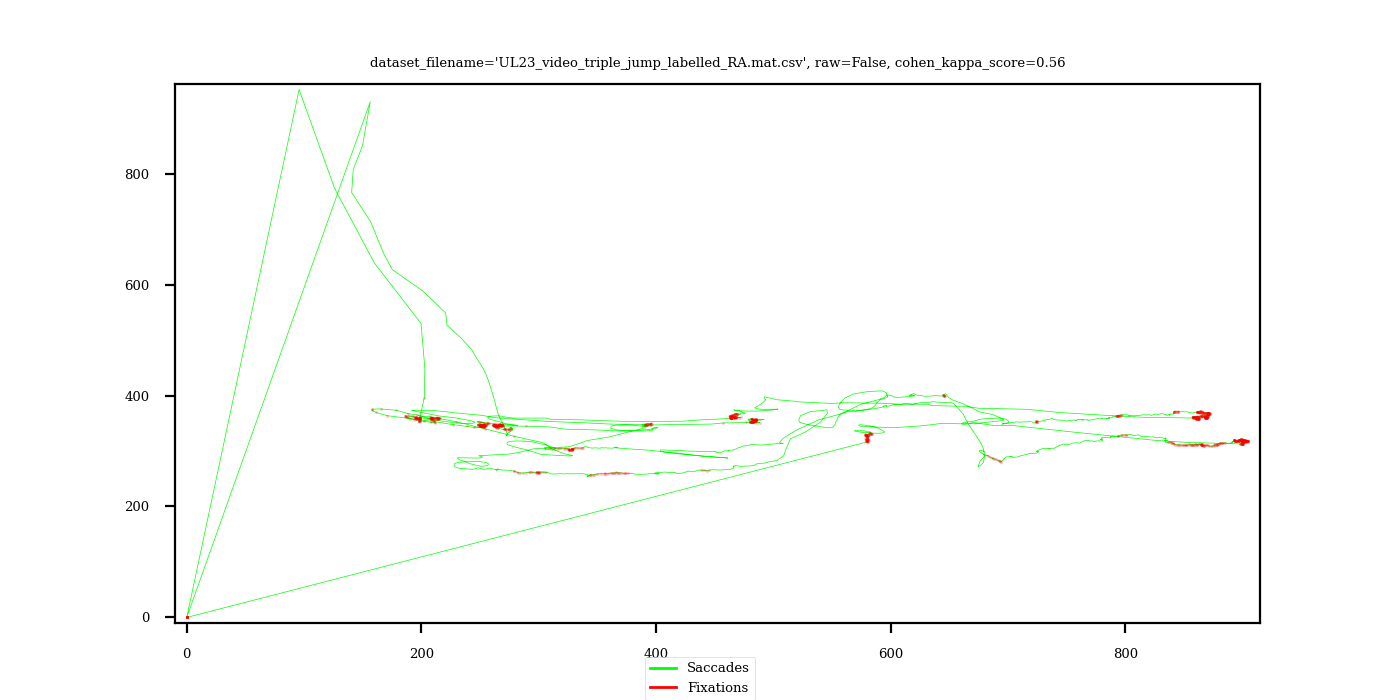 dataset_filename='UL23_video_triple_jump_labelled_RA.mat.csv', raw=False, cohen_kappa_score=0.56
800
600
400
200
0
0 200 400 600 800
Saccades
Fixations